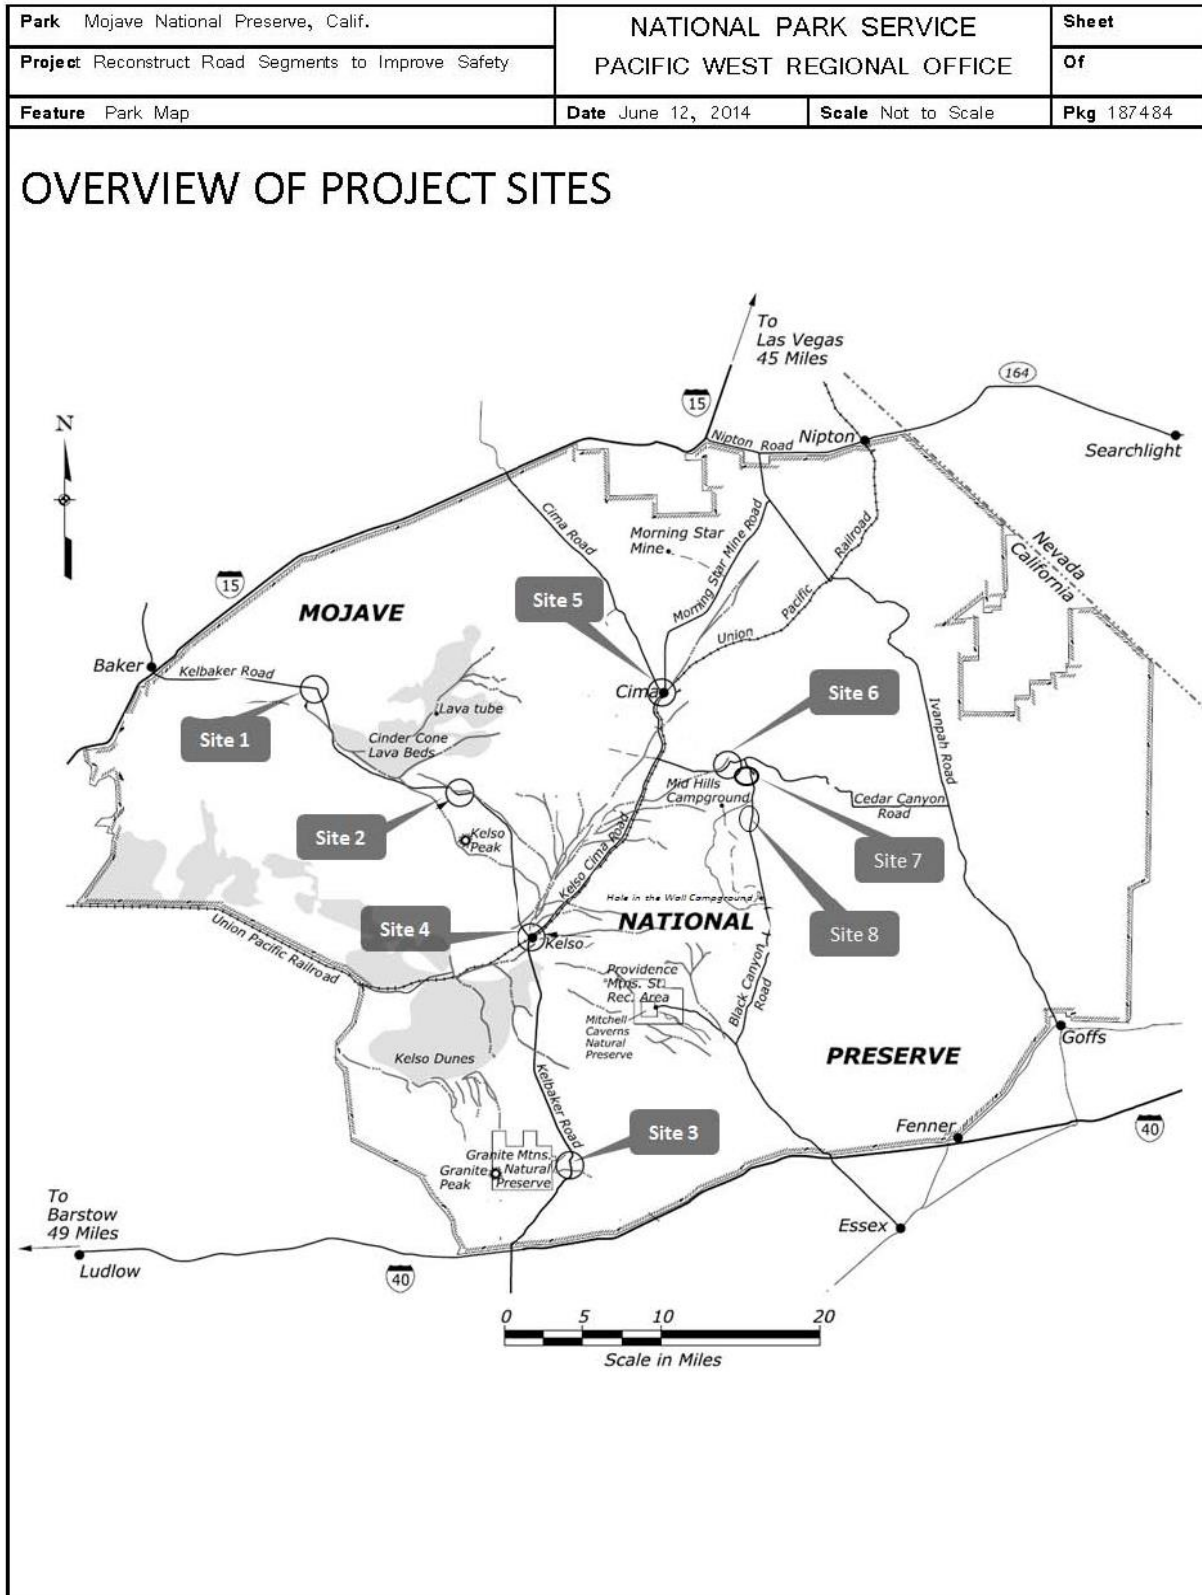 Park Mojave National Preserve, Calif.
NATIONAL PARK SERVICE
Sheet
Project Reconstruct Road Segments to Improve Safety
PACIFIC WEST REGIONAL OFFICE
Of
Feature Park Map
Date June 12, 2014
Scale Not to Scale
Pkg 187484
OVERVIEW OF PROJECT SITES
To
Las Vegas
45 Miles
164
15
N
Nipton Road
Nipton
Searchlight
Cima Road
Morning Star
Mine
Morning Star Mine Road
Railroad
Nevada
California
15
Site 5
Pacific
MOJAVE
Union
Baker
Kelbaker Road
Cima
Site 6
Lava tube
Ivanpah Road
Site 1
Cinder Cone
Lava Beds
Mid Hills
Campground
Cedar Canyon
Road
Site 2
Kelso
Peak
Site 7
Kelso Cima Road
Hole in the Wall Campground
NATIONAL
Union Pacific Railroad
Site 4
Kelso
Site 8
Providence
Mtns. St.
Rec. Area
Black Canyon
Road
Mitchell
Caverns
Natural
Preserve
Goffs
PRESERVE
Kelso Dunes
Kelbaker Road
Site 3
Fenner
40
Granite Mtns.
Natural
Preserve
Granite
Peak
To
Barstow
49 Miles
Essex
Ludlow
40
0 5 10 20
Scale in Miles